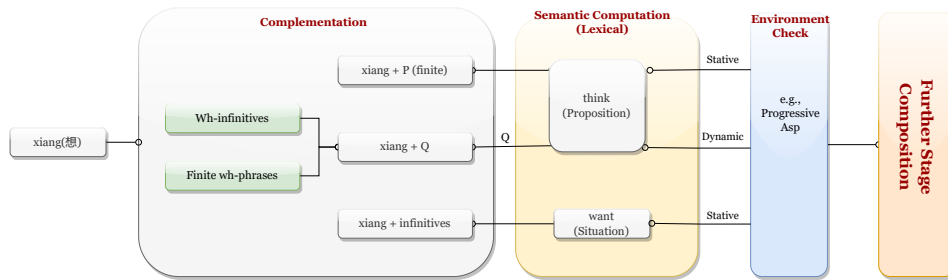 Complementation
Semantic Computation
(Lexical)
Environment
Check
xiang + P (finite)
Stative
think
(Proposition)
e.g.,
Progressive
Asp
Further Stage
Composition
Wh-infinitives
xiang(想)
xiang + Q
Q
Dynamic
Finite wh-phrases
xiang + infinitives
want
(Situation)
Stative